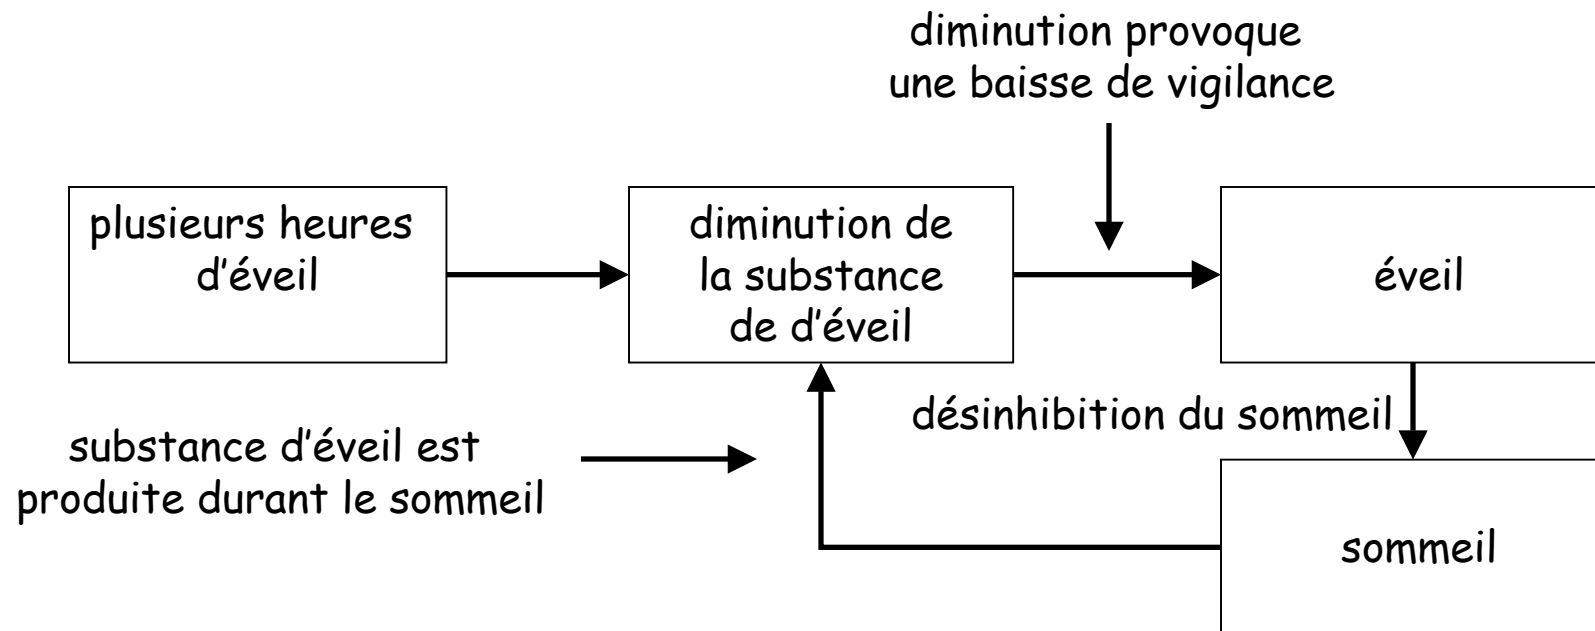 diminution provoque
une baisse de vigilance
plusieurs heures
d'éveil
diminution de
la substance
de d'éveil
éveil
désinhibition du sommeil
substance d'éveil est
produite durant le sommeil
sommeil